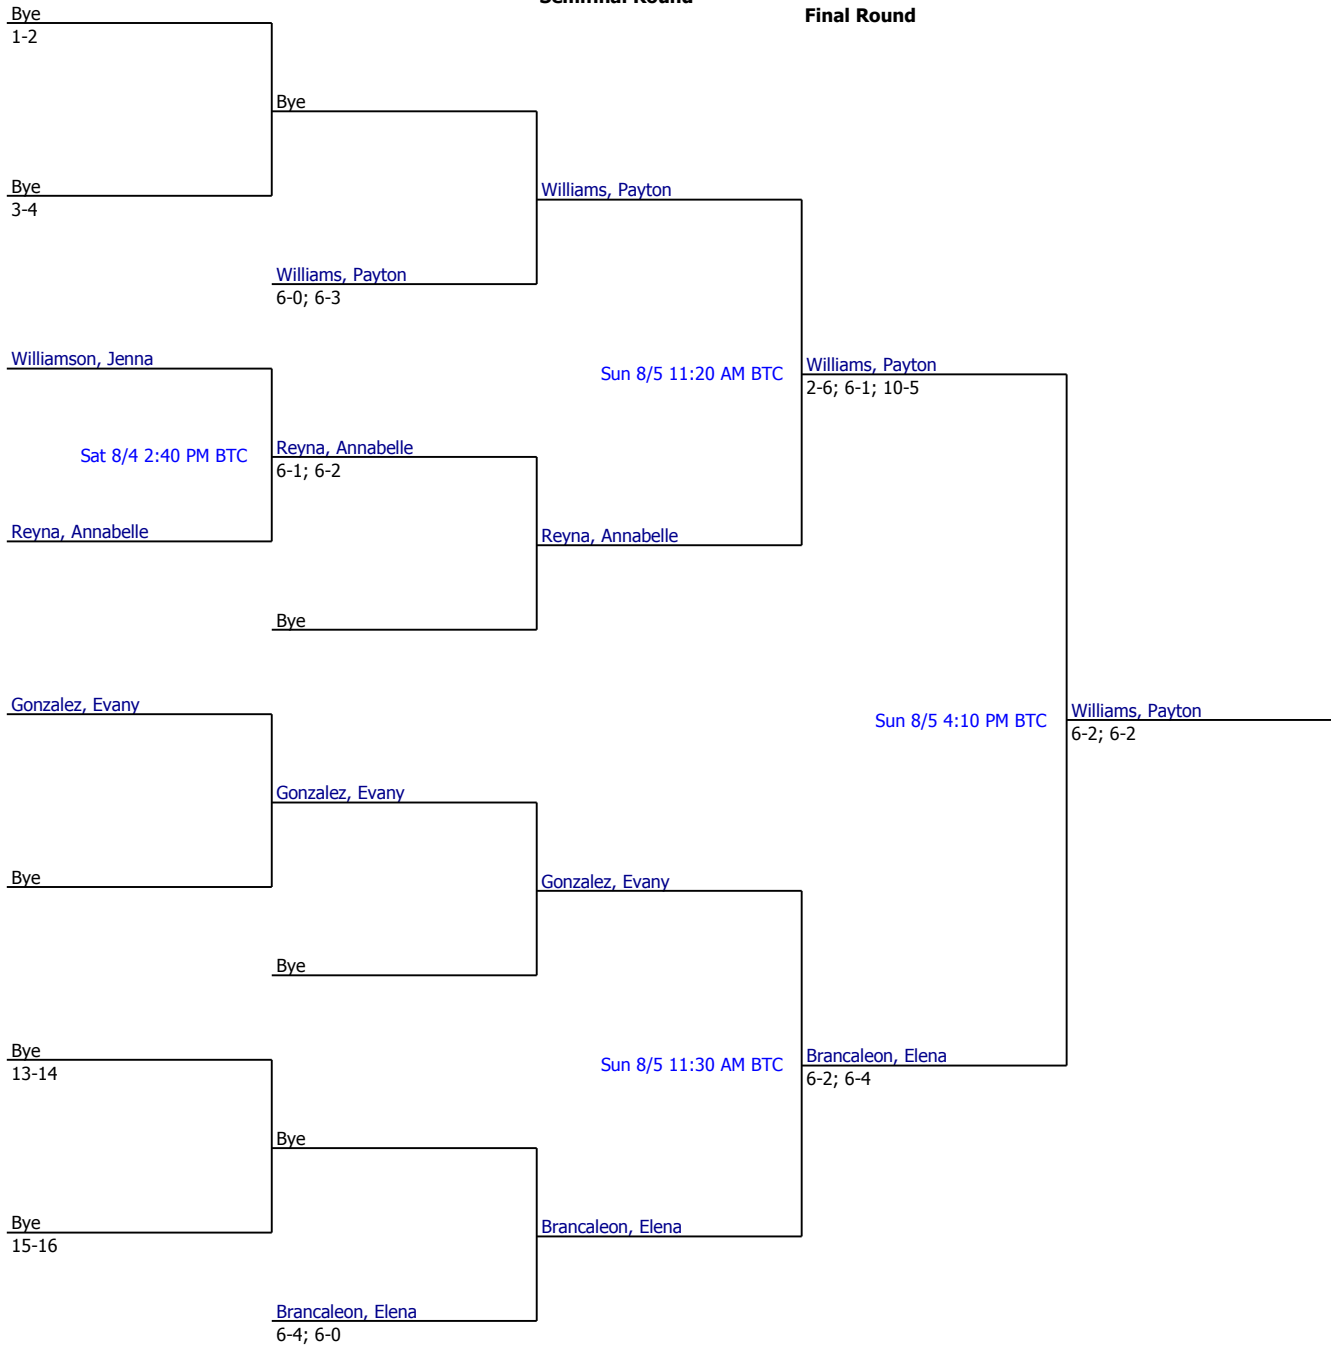 Semifinal Round
Final Round
Bye
1-2
Bye
Bye
3-4
Williams, Payton
Williams, Payton
6-0; 6-3
Williamson, Jenna
Sun 8/5 11:20 AM BTC
Williams, Payton
2-6; 6-1; 10-5
Sat 8/4 2:40 PM BTC
Reyna, Annabelle
6-1; 6-2
Reyna, Annabelle
Reyna, Annabelle
Bye
Gonzalez, Evany
Sun 8/5 4:10 PM BTC
Williams, Payton
6-2; 6-2
Gonzalez, Evany
Bye
Gonzalez, Evany
Bye
Bye
13-14
Sun 8/5 11:30 AM BTC
Brancaleon, Elena
6-2; 6-4
Bye
Bye
15-16
Brancaleon, Elena
Brancaleon, Elena
6-4; 6-0